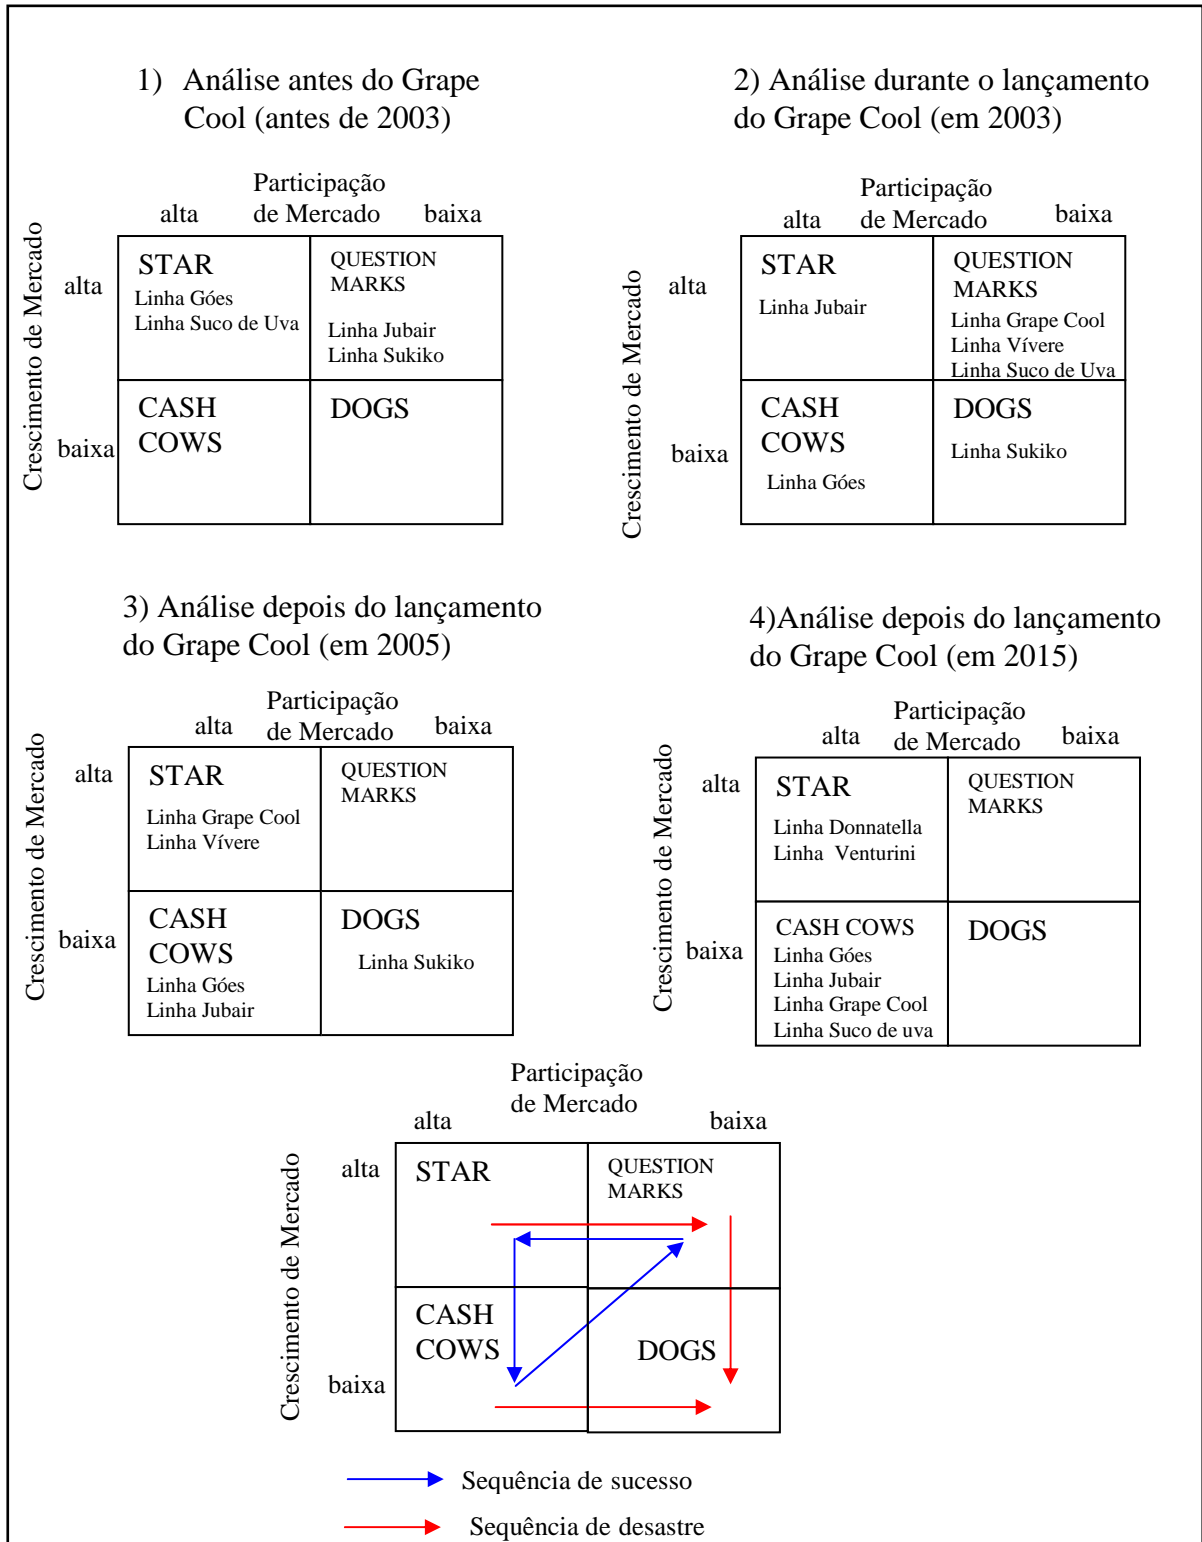 1) Análise antes do Grape
Cool (antes de 2003)
Participação
de Mercado
alta
baixa
Crescimento de Mercado
alta
baixa
STAR
Linha Góes
Linha Suco de Uva
QUESTION
MARKS
Linha Jubair
Linha Sukiko
CASH
COWS
DOGS
2) Análise durante o lançamento
do Grape Cool (em 2003)
Participação
de Mercado
alta
baixa
Crescimento de Mercado
alta
baixa
STAR
Linha Jubair
QUESTION
MARKS
Linha Grape Cool
Linha Vívere
Linha Suco de Uva
CASH
COWS
Linha Góes
DOGS
Linha Sukiko
3) Análise depois do lançamento
do Grape Cool (em 2005)
Participação
de Mercado
alta
baixa
Crescimento de Mercado
alta
baixa
STAR
Linha Grape Cool
Linha Vívere
QUESTION
MARKS
CASH
COWS
Linha Góes
Linha Jubair
DOGS
Linha Sukiko
4)Análise depois do lançamento
do Grape Cool (em 2015)
Participação
de Mercado
alta
baixa
Crescimento de Mercado
alta
baixa
STAR
Linha Donnatella
Linha Venturini
QUESTION
MARKS
CASH COWS
Linha Góes
Linha Jubair
Linha Grape Cool
Linha Suco de uva
DOGS
Participação
de Mercado
alta
baixa
Crescimento de Mercado
alta
baixa
STAR
QUESTION
MARKS
CASH
COWS
DOGS
Sequência de sucesso
Sequência de desastre